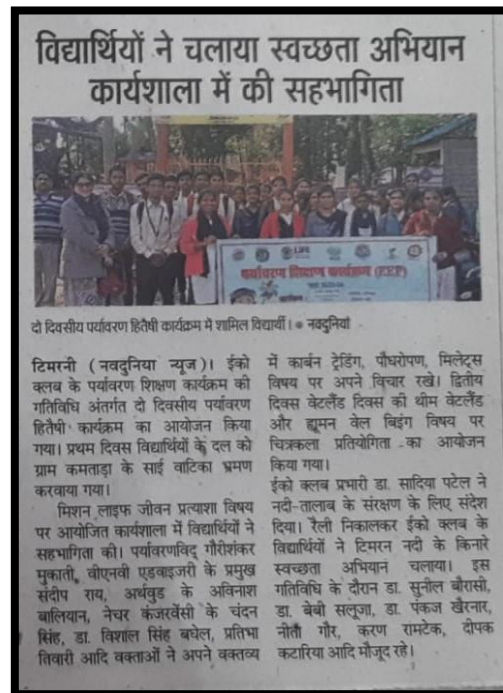 विद्यार्थियों ने चलाया स्वच्छता अभियान
कार्यशाला में की सहभागिता
LIFE
पर्यावरण शिक्षण कार्यक्रम (EEP)
दो दिवसीय पर्यावरण हितैषी कार्यक्रम में शामिल विद्यार्थी। ● नवदुनिया
टिमरनी (नवदुनिया न्यूज)। ईको
क्लब के पर्यावरण शिक्षण कार्यक्रम की
गतिविधि अंतर्गत दो दिवसीय पर्यावरण
हितैषी कार्यक्रम का आयोजन किया
गया। प्रथम दिवस विद्यार्थियों के दल को
ग्राम कमताड़ा के साई वाटिका भ्रमण
करवाया गया।
मिशन लाइफ जीवन प्रत्याशा विषय
पर आयोजित कार्यशाला में विद्यार्थियों ने
सहभागिता की। पर्यावरणविद् गौरीशंकर
मुकाती, वीएनवी एडवाइजरी के प्रमुख
संदीप राय, अर्थवुड के अविनाश
बालियान, नेचर कंजरवेंसी के चंदन
सिंह, डा. विशाल सिंह बघेल, प्रतिभा
तिवारी आदि वक्ताओं ने अपने वक्तव्य
में कार्बन ट्रेडिंग, पौधरोपण, मिलेट्स
विषय पर अपने विचार रखे। द्वितीय
दिवस वेटलैंड दिवस की थीम वेटलैंड
और ह्यूमन वेल बिइंग विषय पर
चित्रकला प्रतियोगिता का आयोजन
किया गया।
ईको क्लब प्रभारी डा. सादिया पटेल ने
नदी-तालाब के संरक्षण के लिए संदेश
दिया। रैली निकालकर ईको क्लब के
विद्यार्थियों ने टिमरन नदी के किनारे
स्वच्छता अभियान चलाया। इस
गतिविधि के दौरान डा. सुनील बौरासी,
डा. बेबी सलूजा, डा. पंकज खैरनार,
नीता गौर, करण रामटेक, दीपक
कटारिया आदि मौजूद रहे।